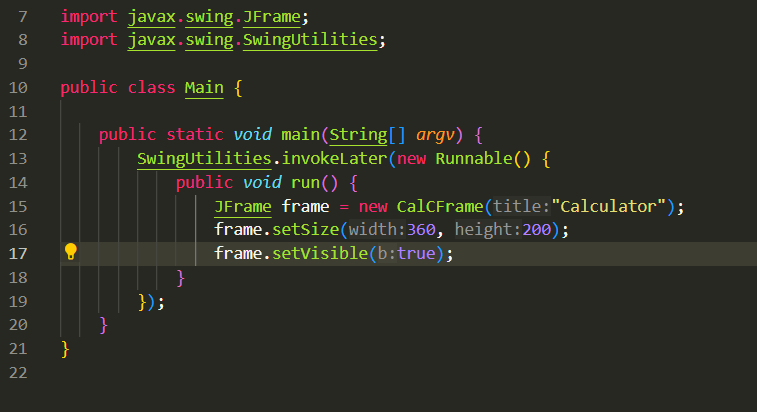 7 import javax.swing.JFrame;
8 import javax.swing.SwingUtilities;
9
10 public class Main {
11
12 public static void main(String[] argv) {
13 SwingUtilities.invokeLater(new Runnable() {
14 public void run() {
15 JFrame frame = new CalCFrame(title:"Calculator");
16 frame.setSize(width:360, height:200);
17 frame.setVisible(b:true);
18 }
19 });
20 }
21 }
22